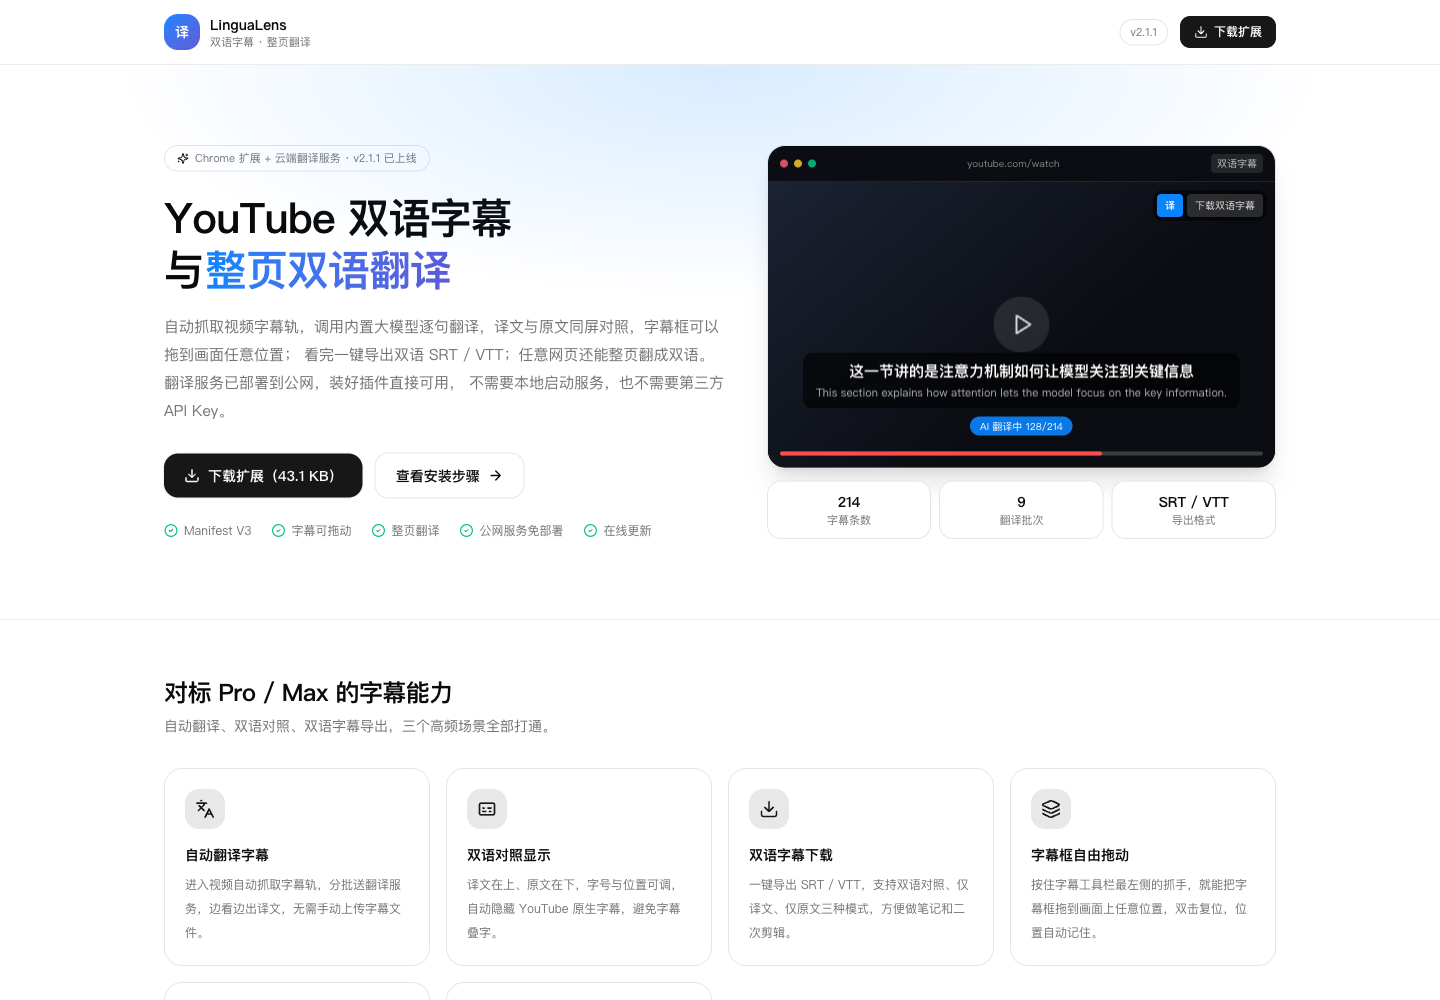 译
LinguaLens
双语字幕 · 整页翻译
v2.1.1
下载扩展
Chrome 扩展 + 云端翻译服务 · v2.1.1 已上线
YouTube 双语字幕
与整页双语翻译
自动抓取视频字幕轨，调用内置大模型逐句翻译，译文与原文同屏对照，字幕框可以
拖到画面任意位置； 看完一键导出双语 SRT / VTT；任意网页还能整页翻成双语。
翻译服务已部署到公网，装好插件直接可用， 不需要本地启动服务，也不需要第三方
API Key。
下载扩展（43.1 KB）
查看安装步骤
Manifest V3
字幕可拖动
整页翻译
公网服务免部署
在线更新
youtube.com/watch
双语字幕
译
下载双语字幕
这一节讲的是注意力机制如何让模型关注到关键信息
This section explains how attention lets the model focus on the key information.
AI 翻译中 128/214
214
字幕条数
9
翻译批次
SRT / VTT
导出格式
对标 Pro / Max 的字幕能力
自动翻译、双语对照、双语字幕导出，三个高频场景全部打通。
自动翻译字幕
进入视频自动抓取字幕轨，分批送翻译服
务，边看边出译文，无需手动上传字幕文
件。
双语对照显示
译文在上、原文在下，字号与位置可调，
自动隐藏 YouTube 原生字幕，避免字幕
叠字。
双语字幕下载
一键导出 SRT / VTT，支持双语对照、仅
译文、仅原文三种模式，方便做笔记和二
次剪辑。
字幕框自由拖动
按住字幕工具栏最左侧的抓手，就能把字
幕框拖到画面上任意位置，双击复位，位
置自动记住。